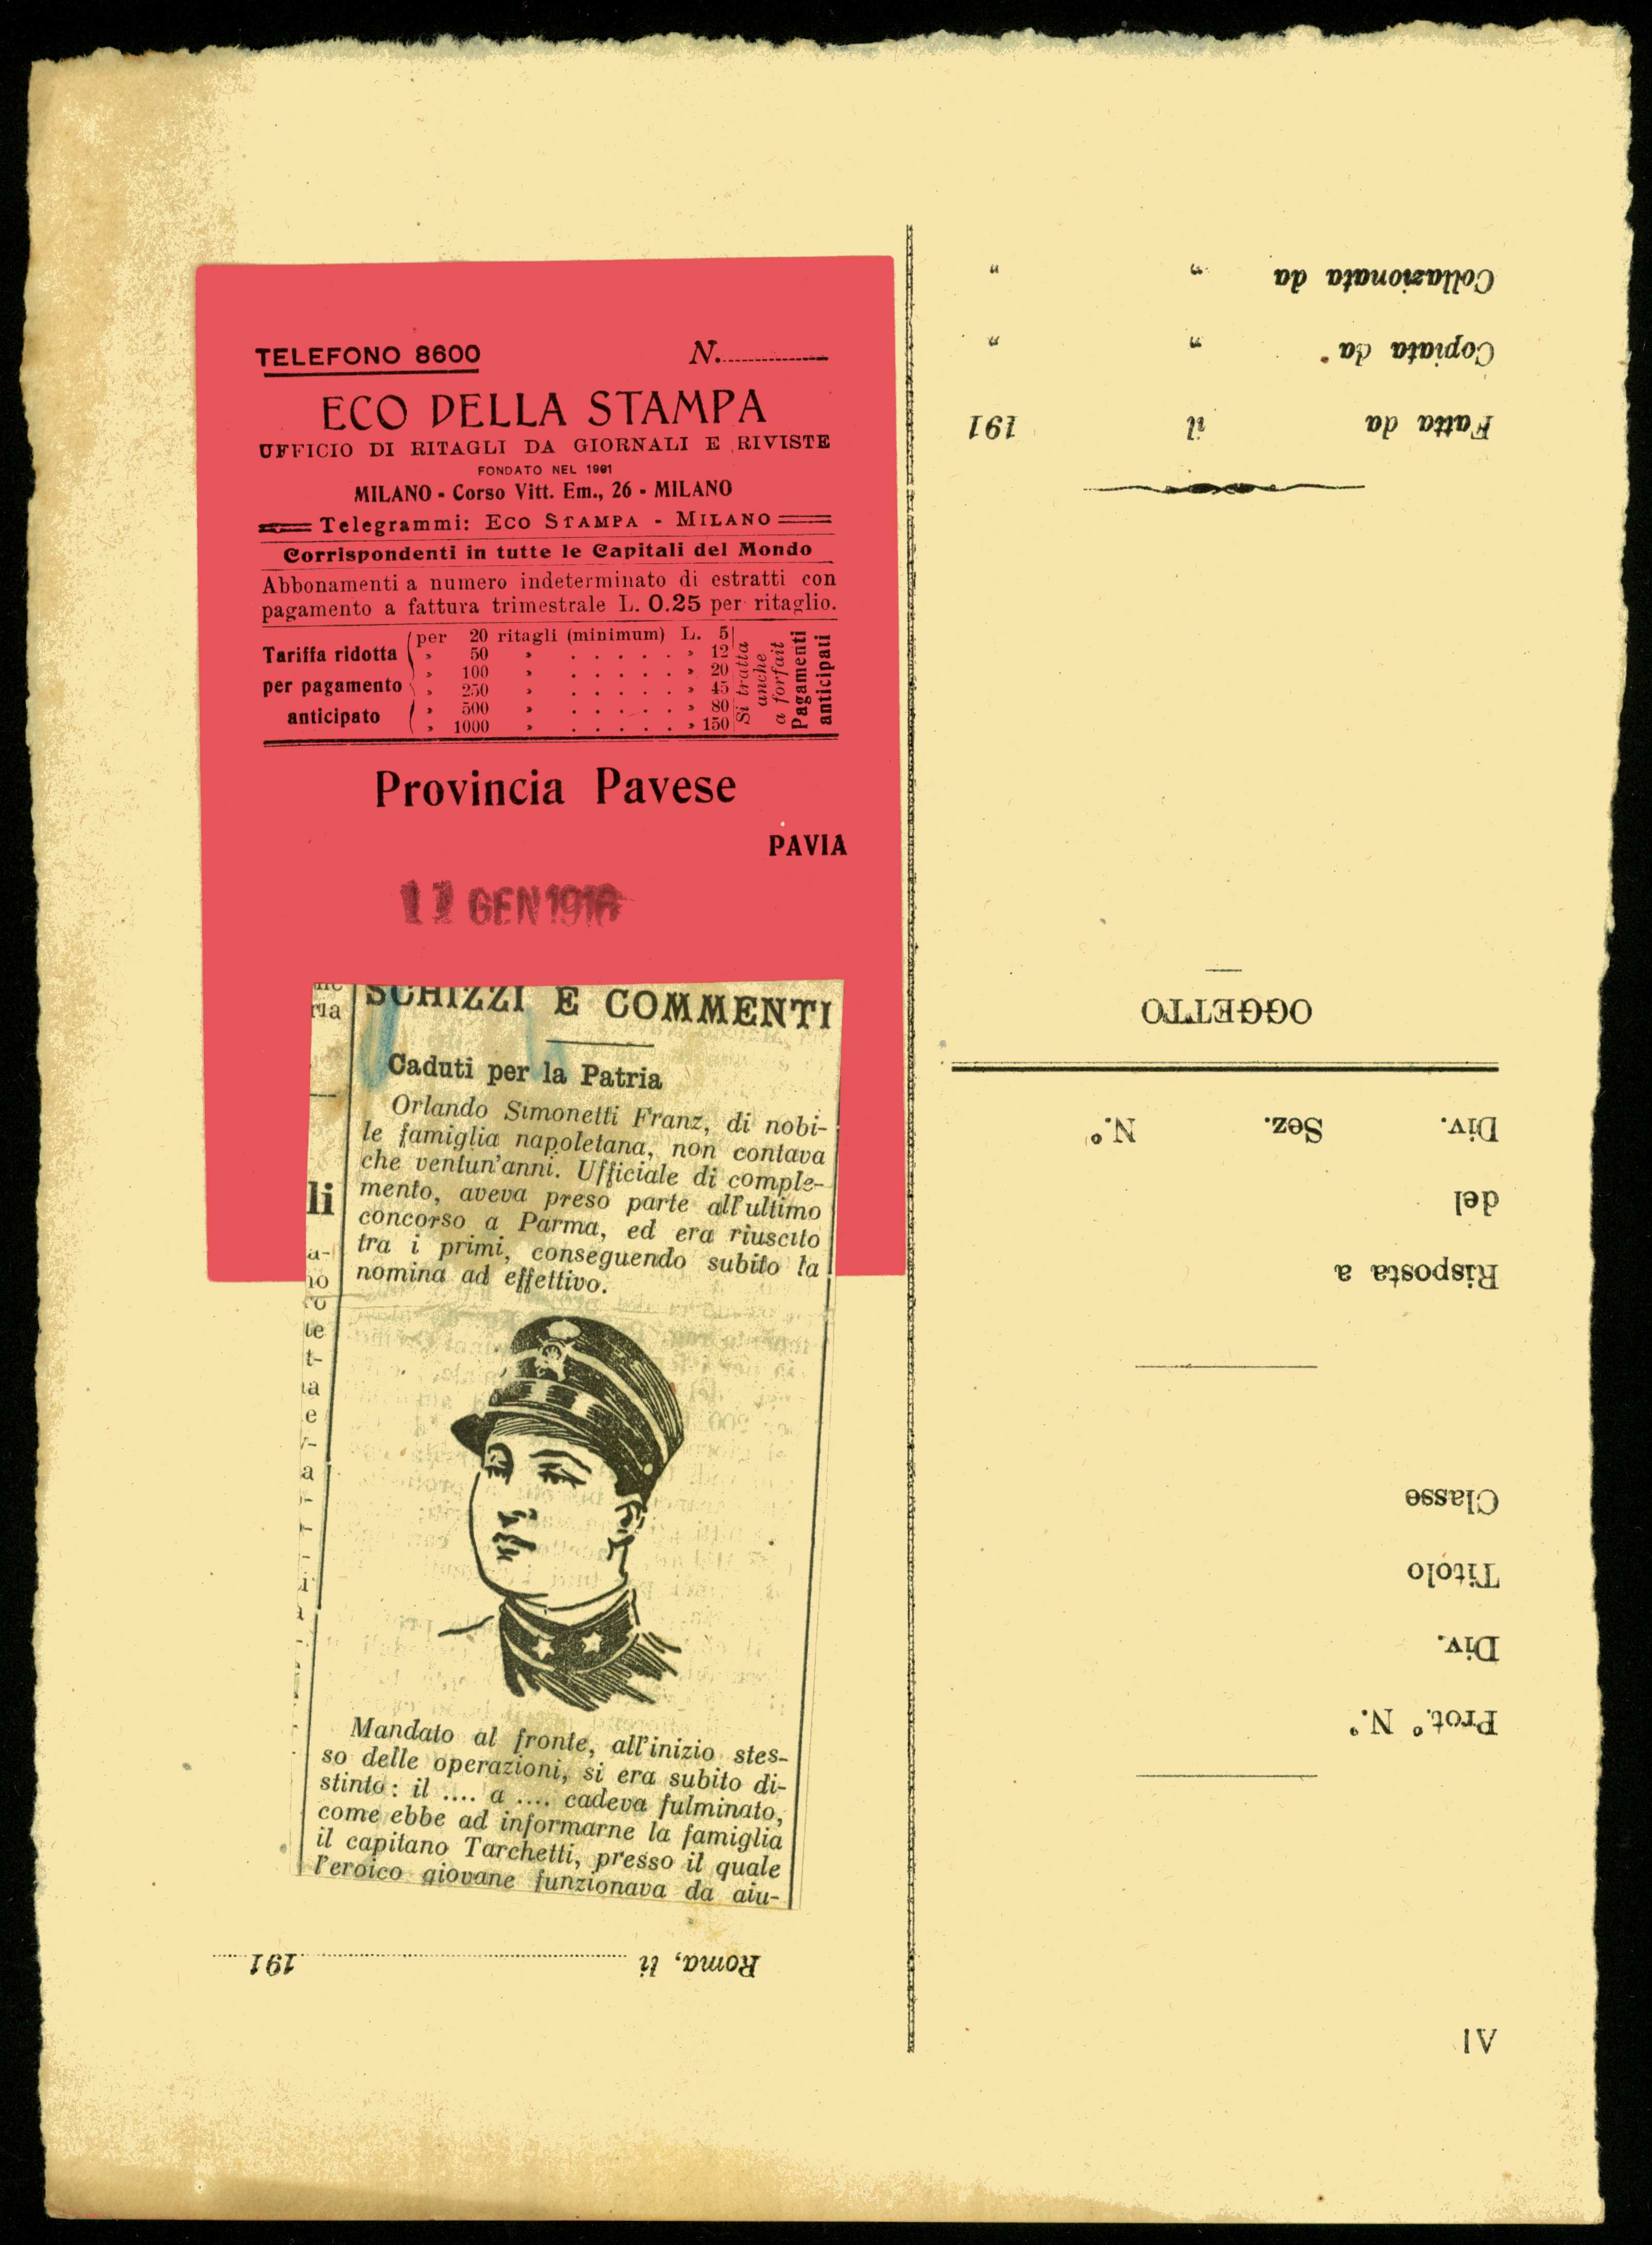 TELEFONO 8600 N.
ECO DELLA STAMPA
UFFICIO DI RITAGLI DA GIORNALI E RIVISTE
FONDATO NEL 1901
MILANO - Corso Vitt. Em., 26 - MILANO
Telegrammi: ECO STAMPA - MILANO
Corrispondenti in tutte le Capitali del Mondo
Abbonamenti a numero indeterminato di estratti con
pagamento a fattura trimestrale L. 0.25 per ritaglio.
Tariffa ridotta
per pagamento
anticipato
per 20 ritagli (minimum) L. 5
» 50 » . . . . . . » 12
» 100 » . . . . . . » 20
» 250 » . . . . . . » 45
» 500 » . . . . . . » 80
» 1000 » . . . . . . » 150
Si tratta
anche
a forfait
Pagamenti
anticipati
Provincia Pavese
PAVIA
GEN 1916
SCHIZZI E COMMENTI
Caduti per la Patria
Orlando Simonetti Franz, di nobi-
le famiglia napoletana, non contava
che ventun'anni. Ufficiale di comple-
mento, aveva preso parte all'ultimo
concorso a Parma, ed era riuscito
tra i primi, conseguendo subito la
nomina ad effettivo.
Mandato al fronte, all'inizio stes-
so delle operazioni, si era subito di-
stinto: il .... a .... cadeva fulminato,
come ebbe ad informarne la famiglia
il capitano Tarchetti, presso il quale
l'eroico giovane funzionava da aiu-
Roma, li 191
Al
Prot.° N.°
Div.
Titolo
Classe
Risposta a
del
Div. Sez. N.°
OGGETTO
Fatta da il 191
Copiata da " "
Collazionata da " "